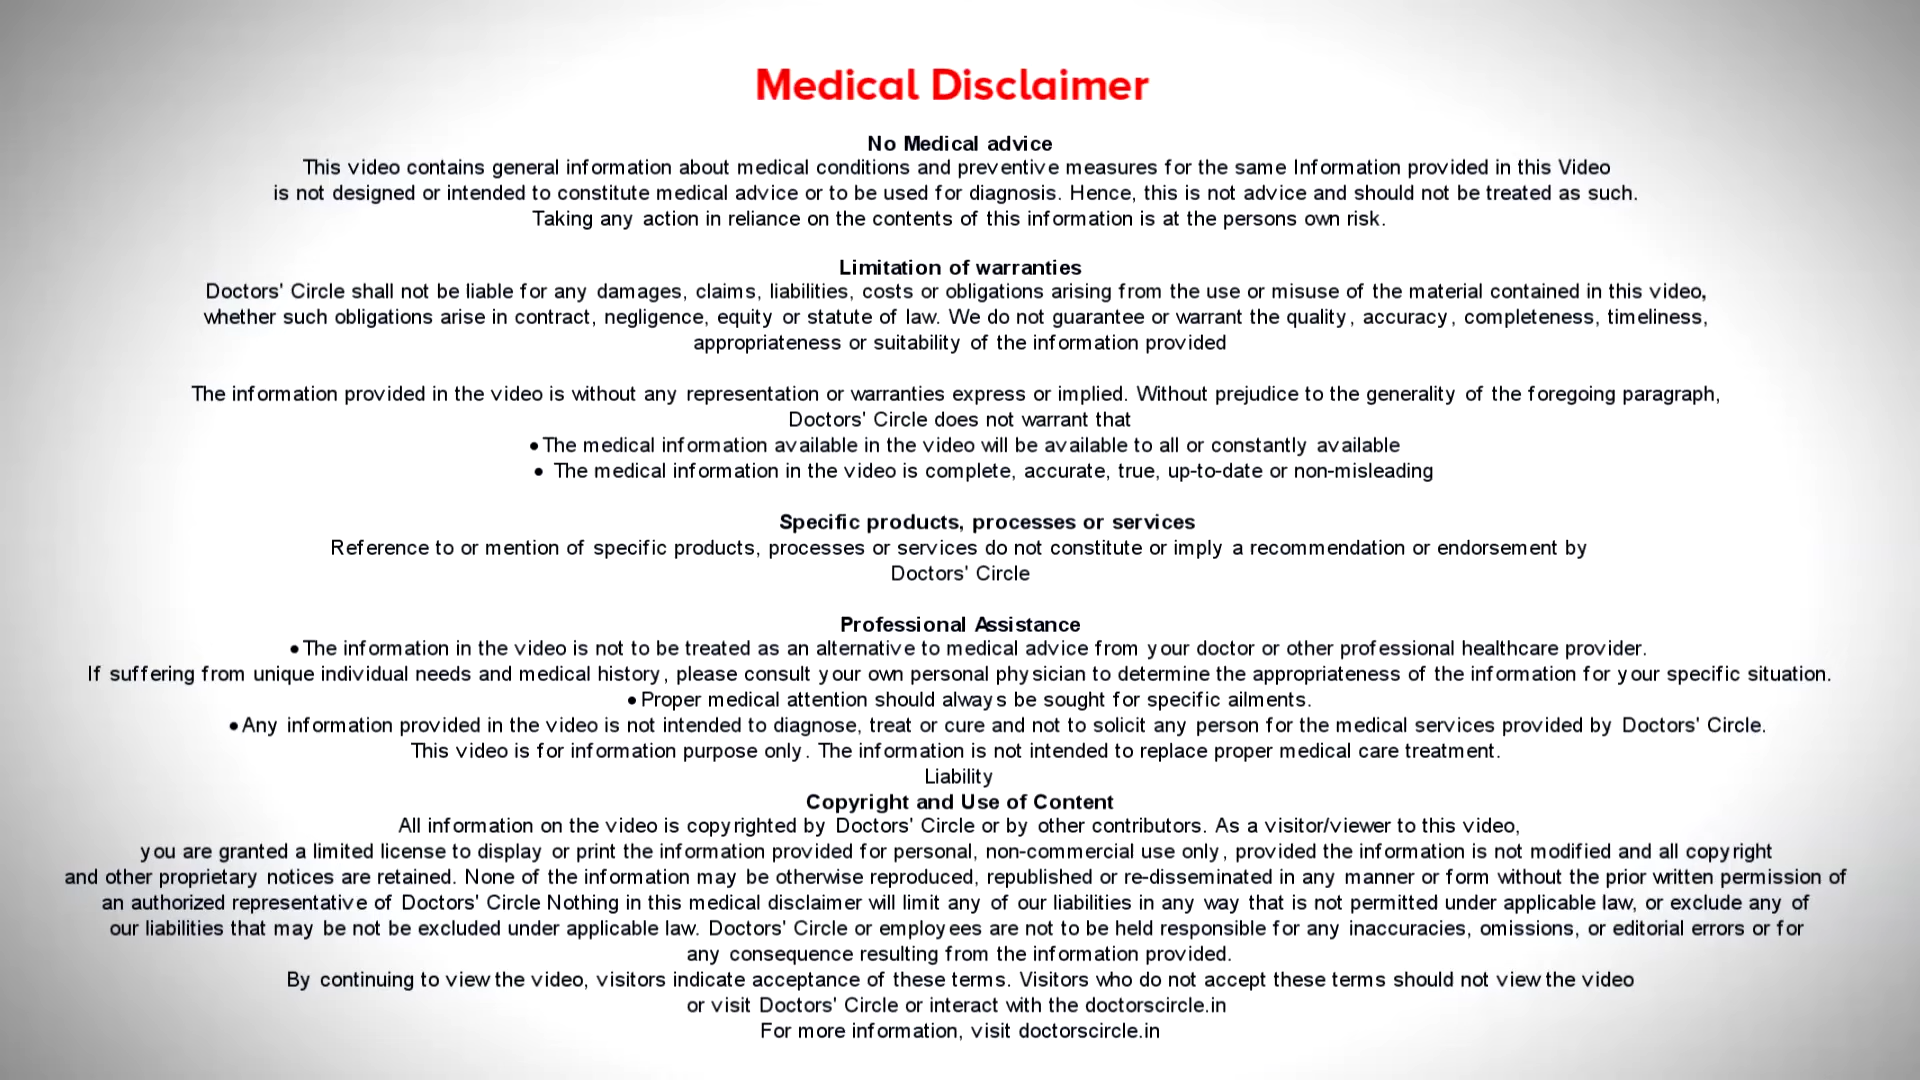 Medical Disclaimer
No Medical advice
This video contains general information about medical conditions and preventive measures for the same Information provided in this Video
is not designed or intended to constitute medical advice or to be used for diagnosis. Hence, this is not advice and should not be treated as such.
Taking any action in reliance on the contents of this information is at the persons own risk.
Limitation of warranties
Doctors' Circle shall not be liable for any damages, claims, liabilities, costs or obligations arising from the use or misuse of the material contained in this video,
whether such obligations arise in contract, negligence, equity or statute of law. We do not guarantee or warrant the quality, accuracy, completeness, timeliness,
appropriateness or suitability of the information provided
The information provided in the video is without any representation or warranties express or implied. Without prejudice to the generality of the foregoing paragraph,
Doctors' Circle does not warrant that
• The medical information available in the video will be available to all or constantly available
• The medical information in the video is complete, accurate, true, up-to-date or non-misleading
Specific products, processes or services
Reference to or mention of specific products, processes or services do not constitute or imply a recommendation or endorsement by
Doctors' Circle
Professional Assistance
• The information in the video is not to be treated as an alternative to medical advice from your doctor or other professional healthcare provider.
If suffering from unique individual needs and medical history, please consult your own personal physician to determine the appropriateness of the information for your specific situation.
• Proper medical attention should always be sought for specific ailments.
• Any information provided in the video is not intended to diagnose, treat or cure and not to solicit any person for the medical services provided by Doctors' Circle.
This video is for information purpose only. The information is not intended to replace proper medical care treatment.
Liability
Copyright and Use of Content
All information on the video is copyrighted by Doctors' Circle or by other contributors. As a visitor/viewer to this video,
you are granted a limited license to display or print the information provided for personal, non-commercial use only, provided the information is not modified and all copyright
and other proprietary notices are retained. None of the information may be otherwise reproduced, republished or re-disseminated in any manner or form without the prior written permission of
an authorized representative of Doctors' Circle Nothing in this medical disclaimer will limit any of our liabilities in any way that is not permitted under applicable law, or exclude any of
our liabilities that may be not be excluded under applicable law. Doctors' Circle or employees are not to be held responsible for any inaccuracies, omissions, or editorial errors or for
any consequence resulting from the information provided.
By continuing to view the video, visitors indicate acceptance of these terms. Visitors who do not accept these terms should not view the video
or visit Doctors' Circle or interact with the doctorscircle.in
For more information, visit doctorscircle.in